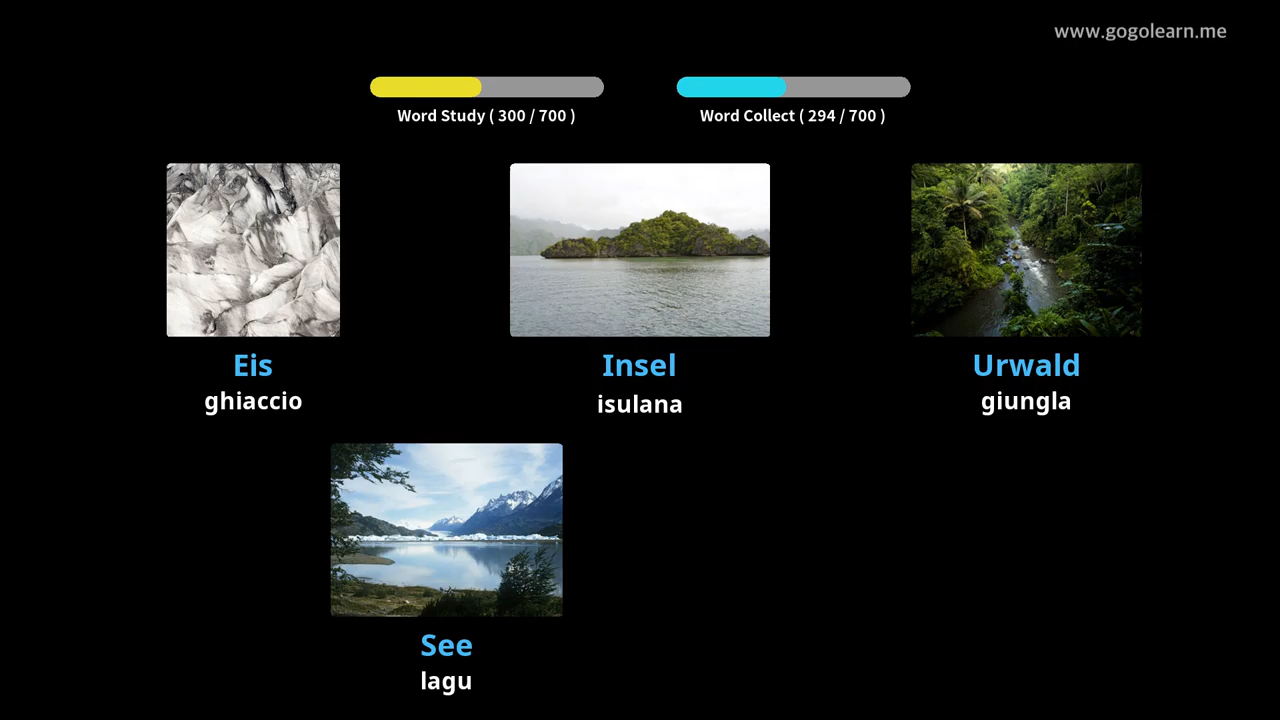 www.gogolearn.me
Word Study ( 300 / 700 )
Word Collect ( 294 / 700 )
Eis
ghiaccio
Insel
isulana
Urwald
giungla
See
lagu